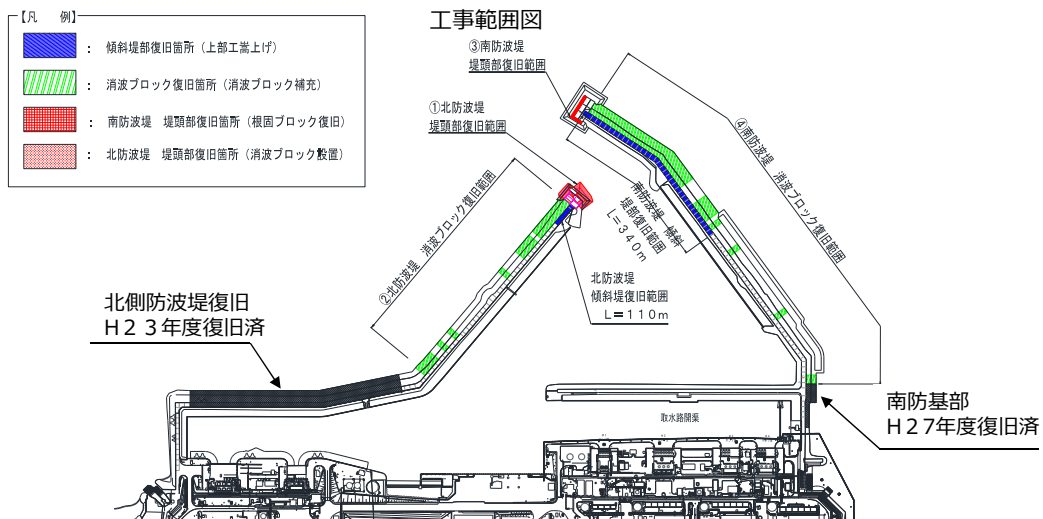 工事範囲図
【凡　例】
： 傾斜堤部復旧箇所（上部工嵩上げ）
： 消波ブロック復旧箇所（消波ブロック補充）
： 南防波堤　堤頭部復旧箇所（根固ブロック復旧）
： 北防波堤　堤頭部復旧箇所（消波ブロック設置）
③南防波堤
堤頭部復旧範囲
①北防波堤
堤頭部復旧範囲
②北防波堤　消波ブロック復旧範囲
④南防波堤　消波ブロック復旧範囲
南防波堤　傾斜
堤部復旧範囲
L＝３４０ｍ
北防波堤
傾斜堤復旧範囲
L＝１１０ｍ
北側防波堤復旧
H２３年度復旧済
取水路開渠
南防基部
H27年度復旧済